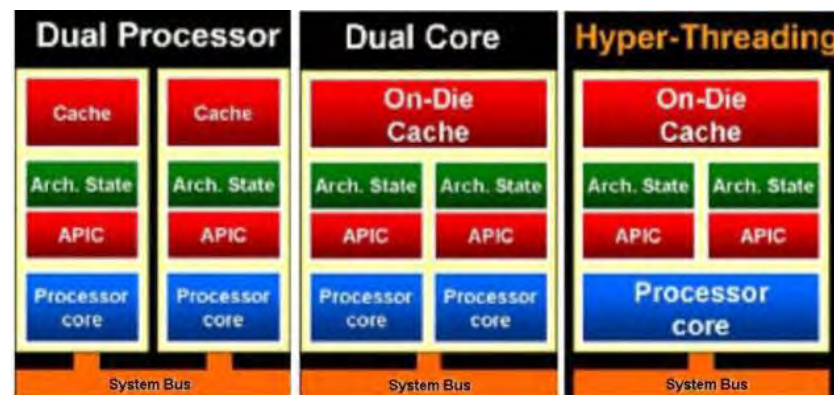 Dual Processor
Cache
Cache
Arch. State
Arch. State
APIC
APIC
Processor
core
Processor
core
System Bus
Dual Core
On-Die
Cache
Arch. State
Arch. State
APIC
APIC
Processor
core
Processor
core
System Bus
Hyper-Threading
On-Die
Cache
Arch. State
Arch. State
APIC
APIC
Processor
core
System Bus